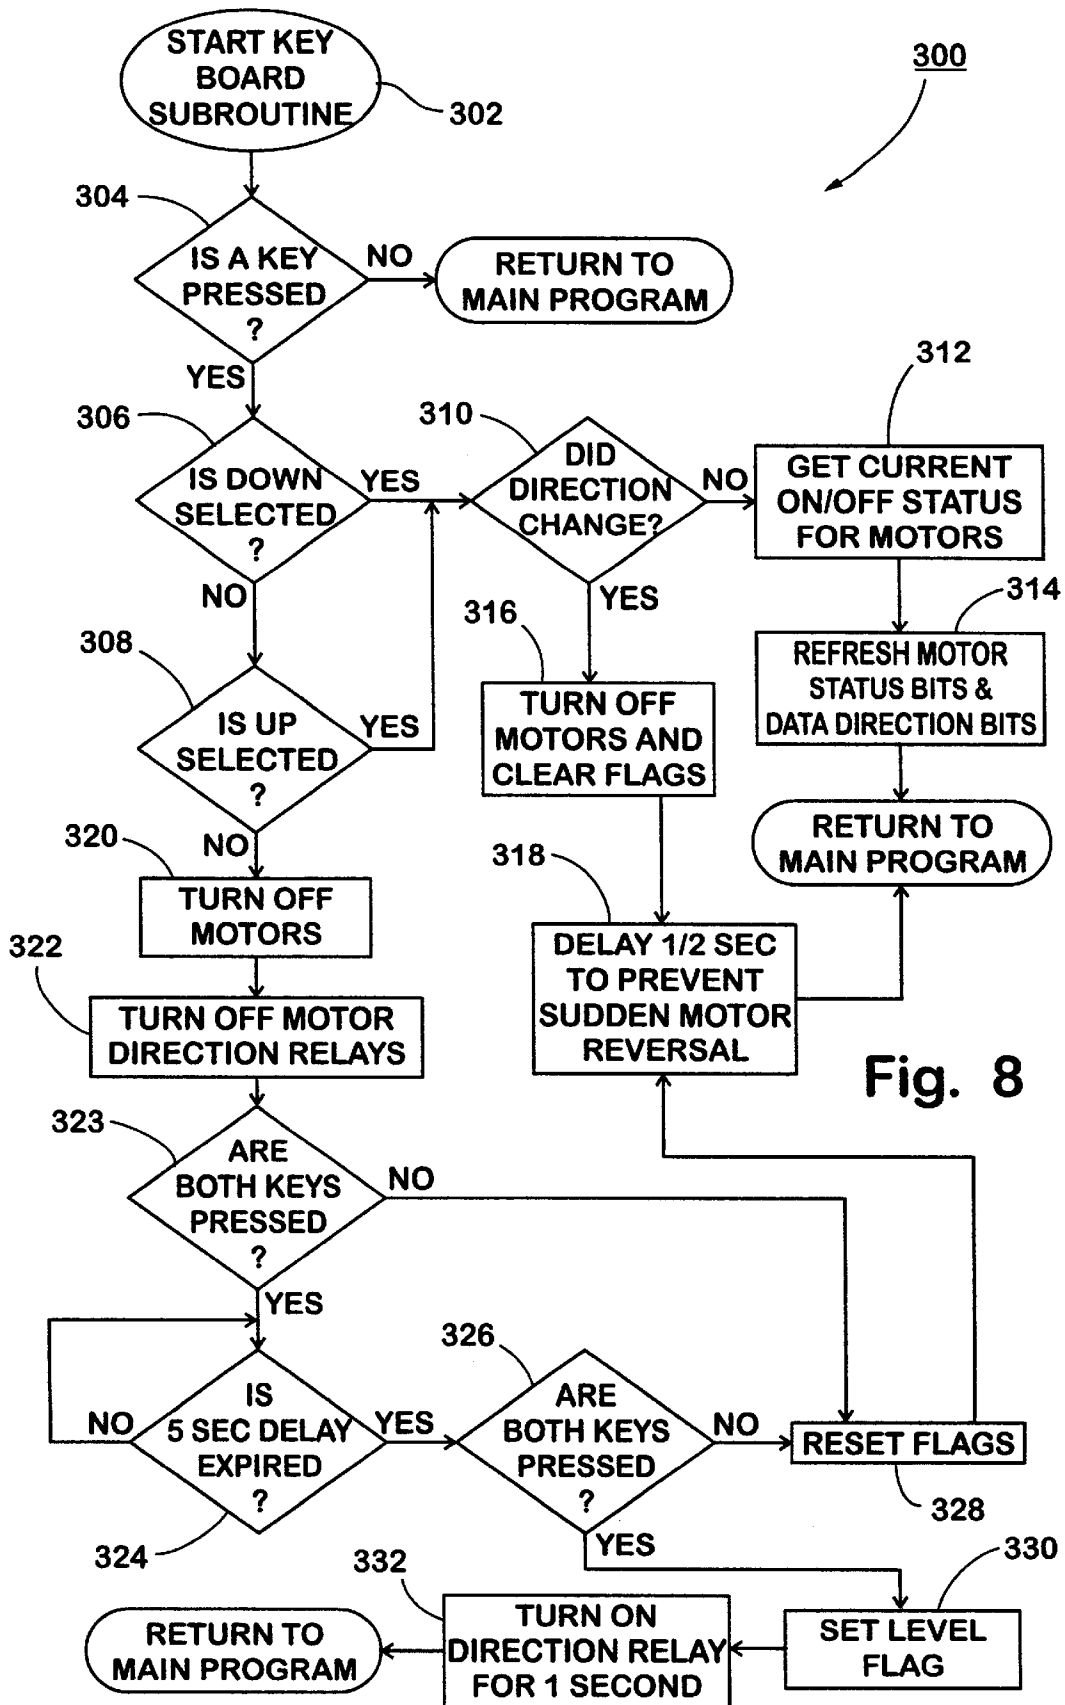 START KEY
BOARD
SUBROUTINE
302
300
304
IS A KEY
PRESSED
?
NO
RETURN TO
MAIN PROGRAM
YES
306
IS DOWN
SELECTED
?
YES
310
DID
DIRECTION
CHANGE?
NO
312
GET CURRENT
ON/OFF STATUS
FOR MOTORS
NO
YES
314
REFRESH MOTOR
STATUS BITS &
DATA DIRECTION BITS
308
IS UP
SELECTED
?
YES
316
TURN OFF
MOTORS AND
CLEAR FLAGS
RETURN TO
MAIN PROGRAM
NO
320
TURN OFF
MOTORS
318
DELAY 1/2 SEC
TO PREVENT
SUDDEN MOTOR
REVERSAL
322
TURN OFF MOTOR
DIRECTION RELAYS
Fig. 8
323
ARE
BOTH KEYS
PRESSED
?
NO
YES
IS
5 SEC DELAY
EXPIRED
?
NO
YES
324
326
ARE
BOTH KEYS
PRESSED
?
NO
RESET FLAGS
328
YES
330
SET LEVEL
FLAG
332
TURN ON
DIRECTION RELAY
FOR 1 SECOND
RETURN TO
MAIN PROGRAM